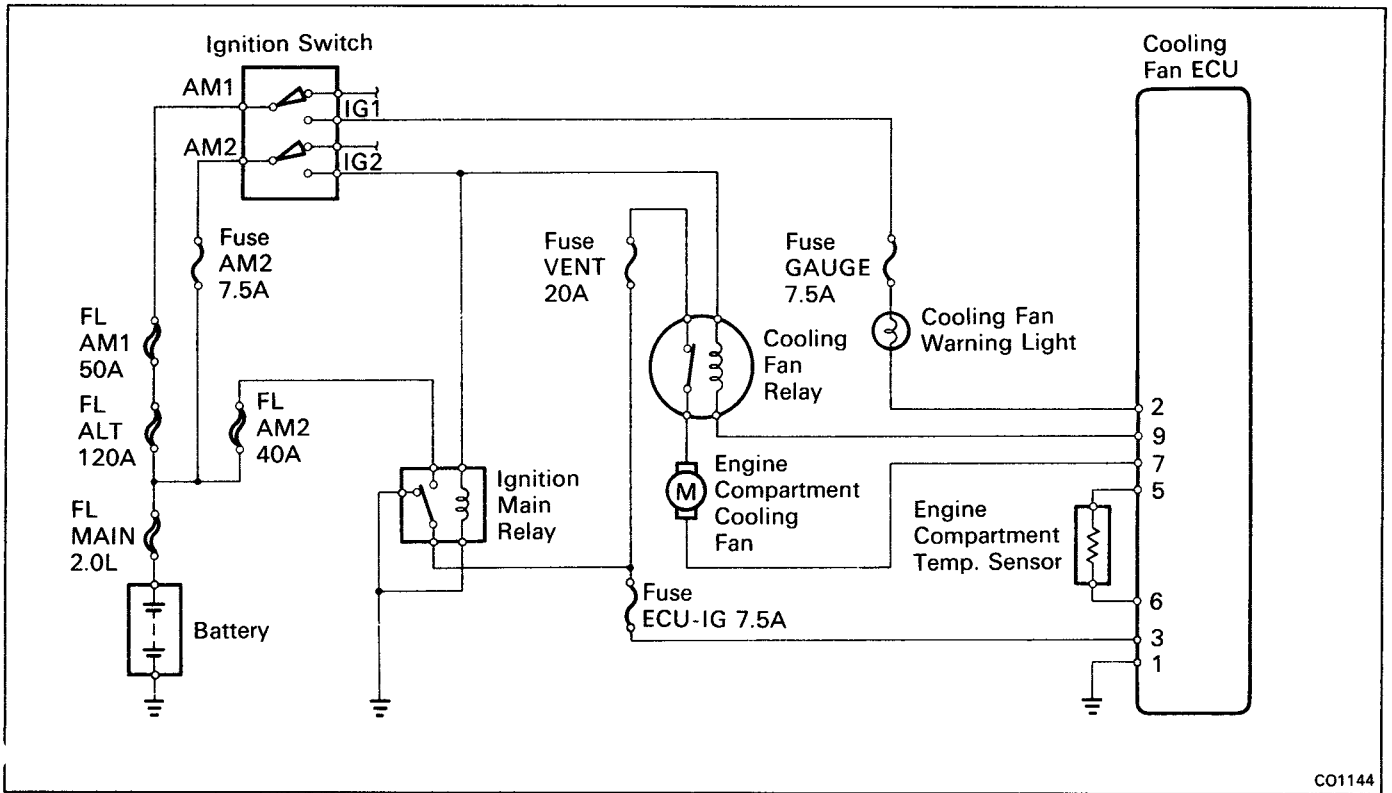 Ignition Switch
Cooling
Fan ECU
AM1
IG1
AM2
IG2
Fuse
AM2
7.5A
Fuse
VENT
20A
Fuse
GAUGE
7.5A
FL
AM1
50A
Cooling
Fan
Relay
Cooling Fan
Warning Light
FL
ALT
120A
FL
AM2
40A
2
9
7
5
6
3
1
Ignition
Main
Relay
M
Engine
Compartment
Cooling
Fan
Engine
Compartment
Temp. Sensor
FL
MAIN
2.0L
Fuse
ECU-IG 7.5A
Battery
CO1144